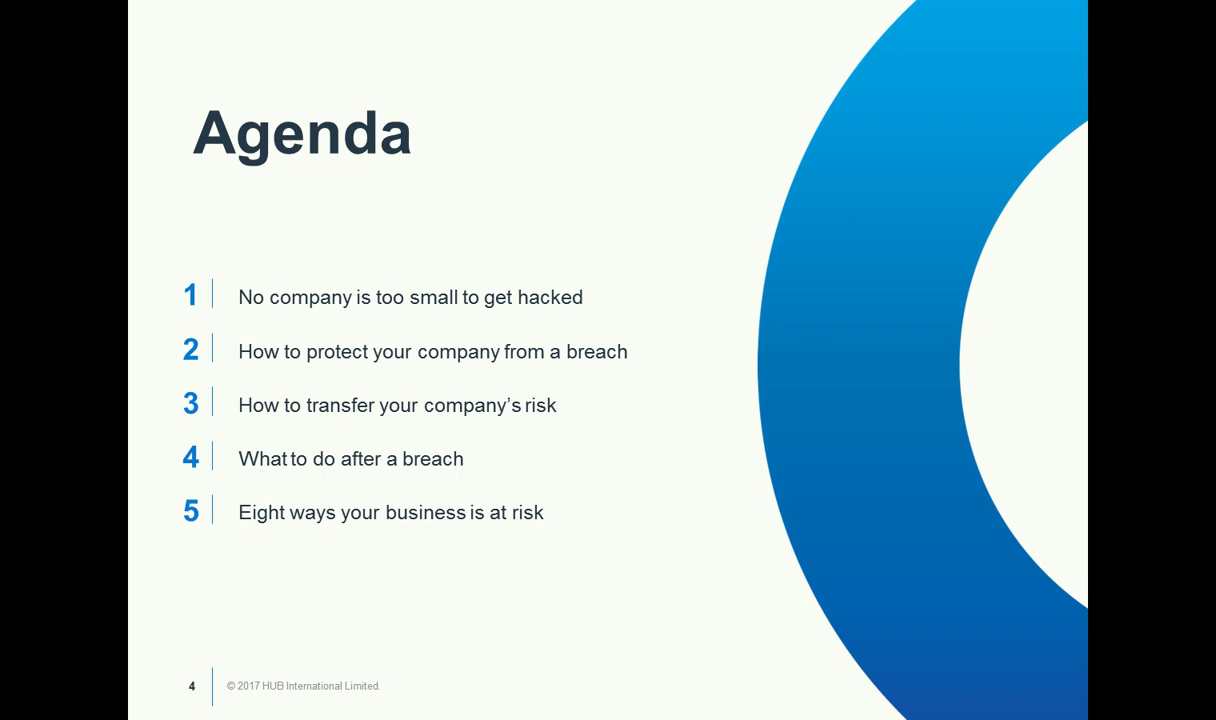 Agenda
1 No company is too small to get hacked
2 How to protect your company from a breach
3 How to transfer your company’s risk
4 What to do after a breach
5 Eight ways your business is at risk
4 © 2017 HUB International Limited.